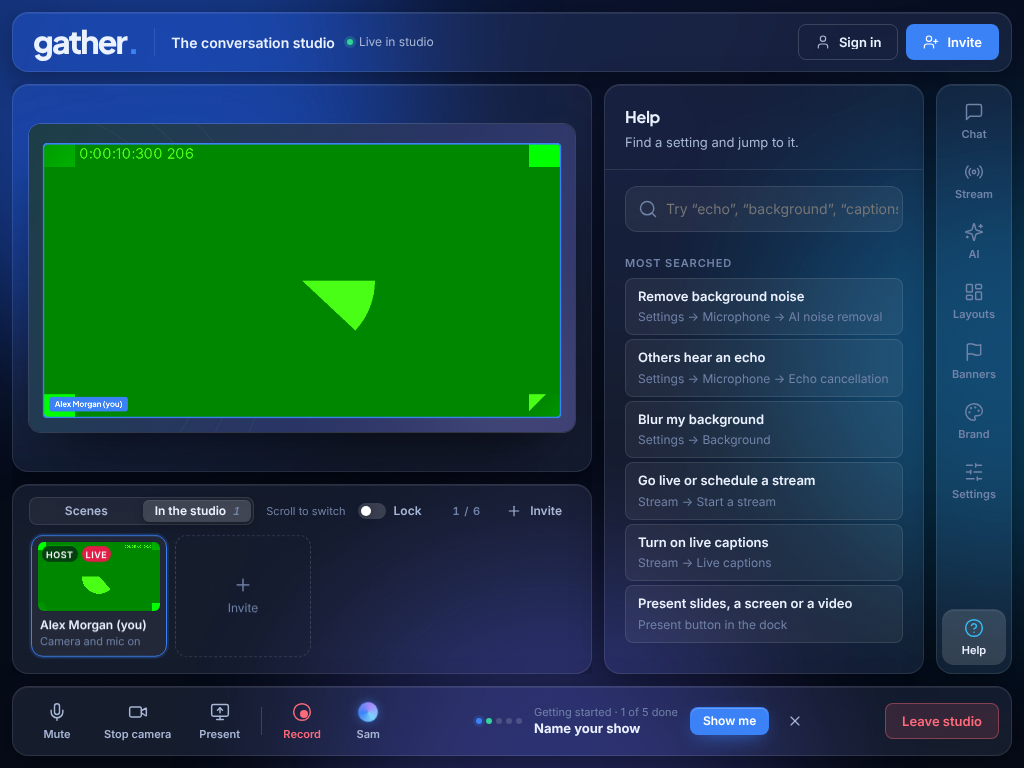 gather.
The conversation studio
Live in studio
Sign in
Invite
0:00:10:300 206
Alex Morgan (you)
Help
Find a setting and jump to it.
Try “echo”, “background”, “captions
MOST SEARCHED
Remove background noise
Settings → Microphone → AI noise removal
Others hear an echo
Settings → Microphone → Echo cancellation
Blur my background
Settings → Background
Go live or schedule a stream
Stream → Start a stream
Turn on live captions
Stream → Live captions
Present slides, a screen or a video
Present button in the dock
Chat
Stream
AI
Layouts
Banners
Brand
Settings
Help
Scenes
In the studio 1
Scroll to switch
Lock
1 / 6
Invite
HOST
LIVE
Alex Morgan (you)
Camera and mic on
Invite
Mute
Stop camera
Present
Record
Sam
Getting started · 1 of 5 done
Name your show
Show me
Leave studio